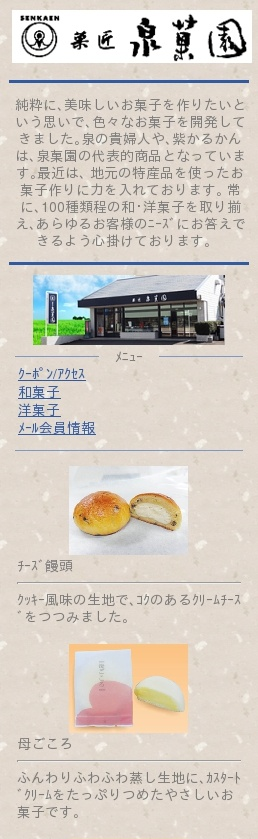 SENKAEN
菓匠 泉菓園
純粋に、美味しいお菓子を作りたいと
いう思いで、色々なお菓子を開発して
きました。泉の貴婦人や、紫かるかん
は、泉菓園の代表的商品となっていま
す。最近は、地元の特産品を使ったお
菓子作りに力を入れております。 常
に、100種類程の和･洋菓子を取り揃
え、あらゆるお客様のﾆｰｽﾞにお答えで
きるよう心掛けております。
ﾒﾆｭｰ
ｸｰﾎﾟﾝ/ｱｸｾｽ
和菓子
洋菓子
ﾒｰﾙ会員情報
ﾁｰｽﾞ饅頭
ｸｯｷｰ風味の生地で､ｺｸのあるｸﾘｰﾑﾁｰｽ
ﾞをつつみました。
母ごころ
母ごころ
ふんわりふわふわ蒸し生地に､ｶｽﾀｰﾄ
ﾞｸﾘｰﾑをたっぷりつめたやさしいお
菓子です。